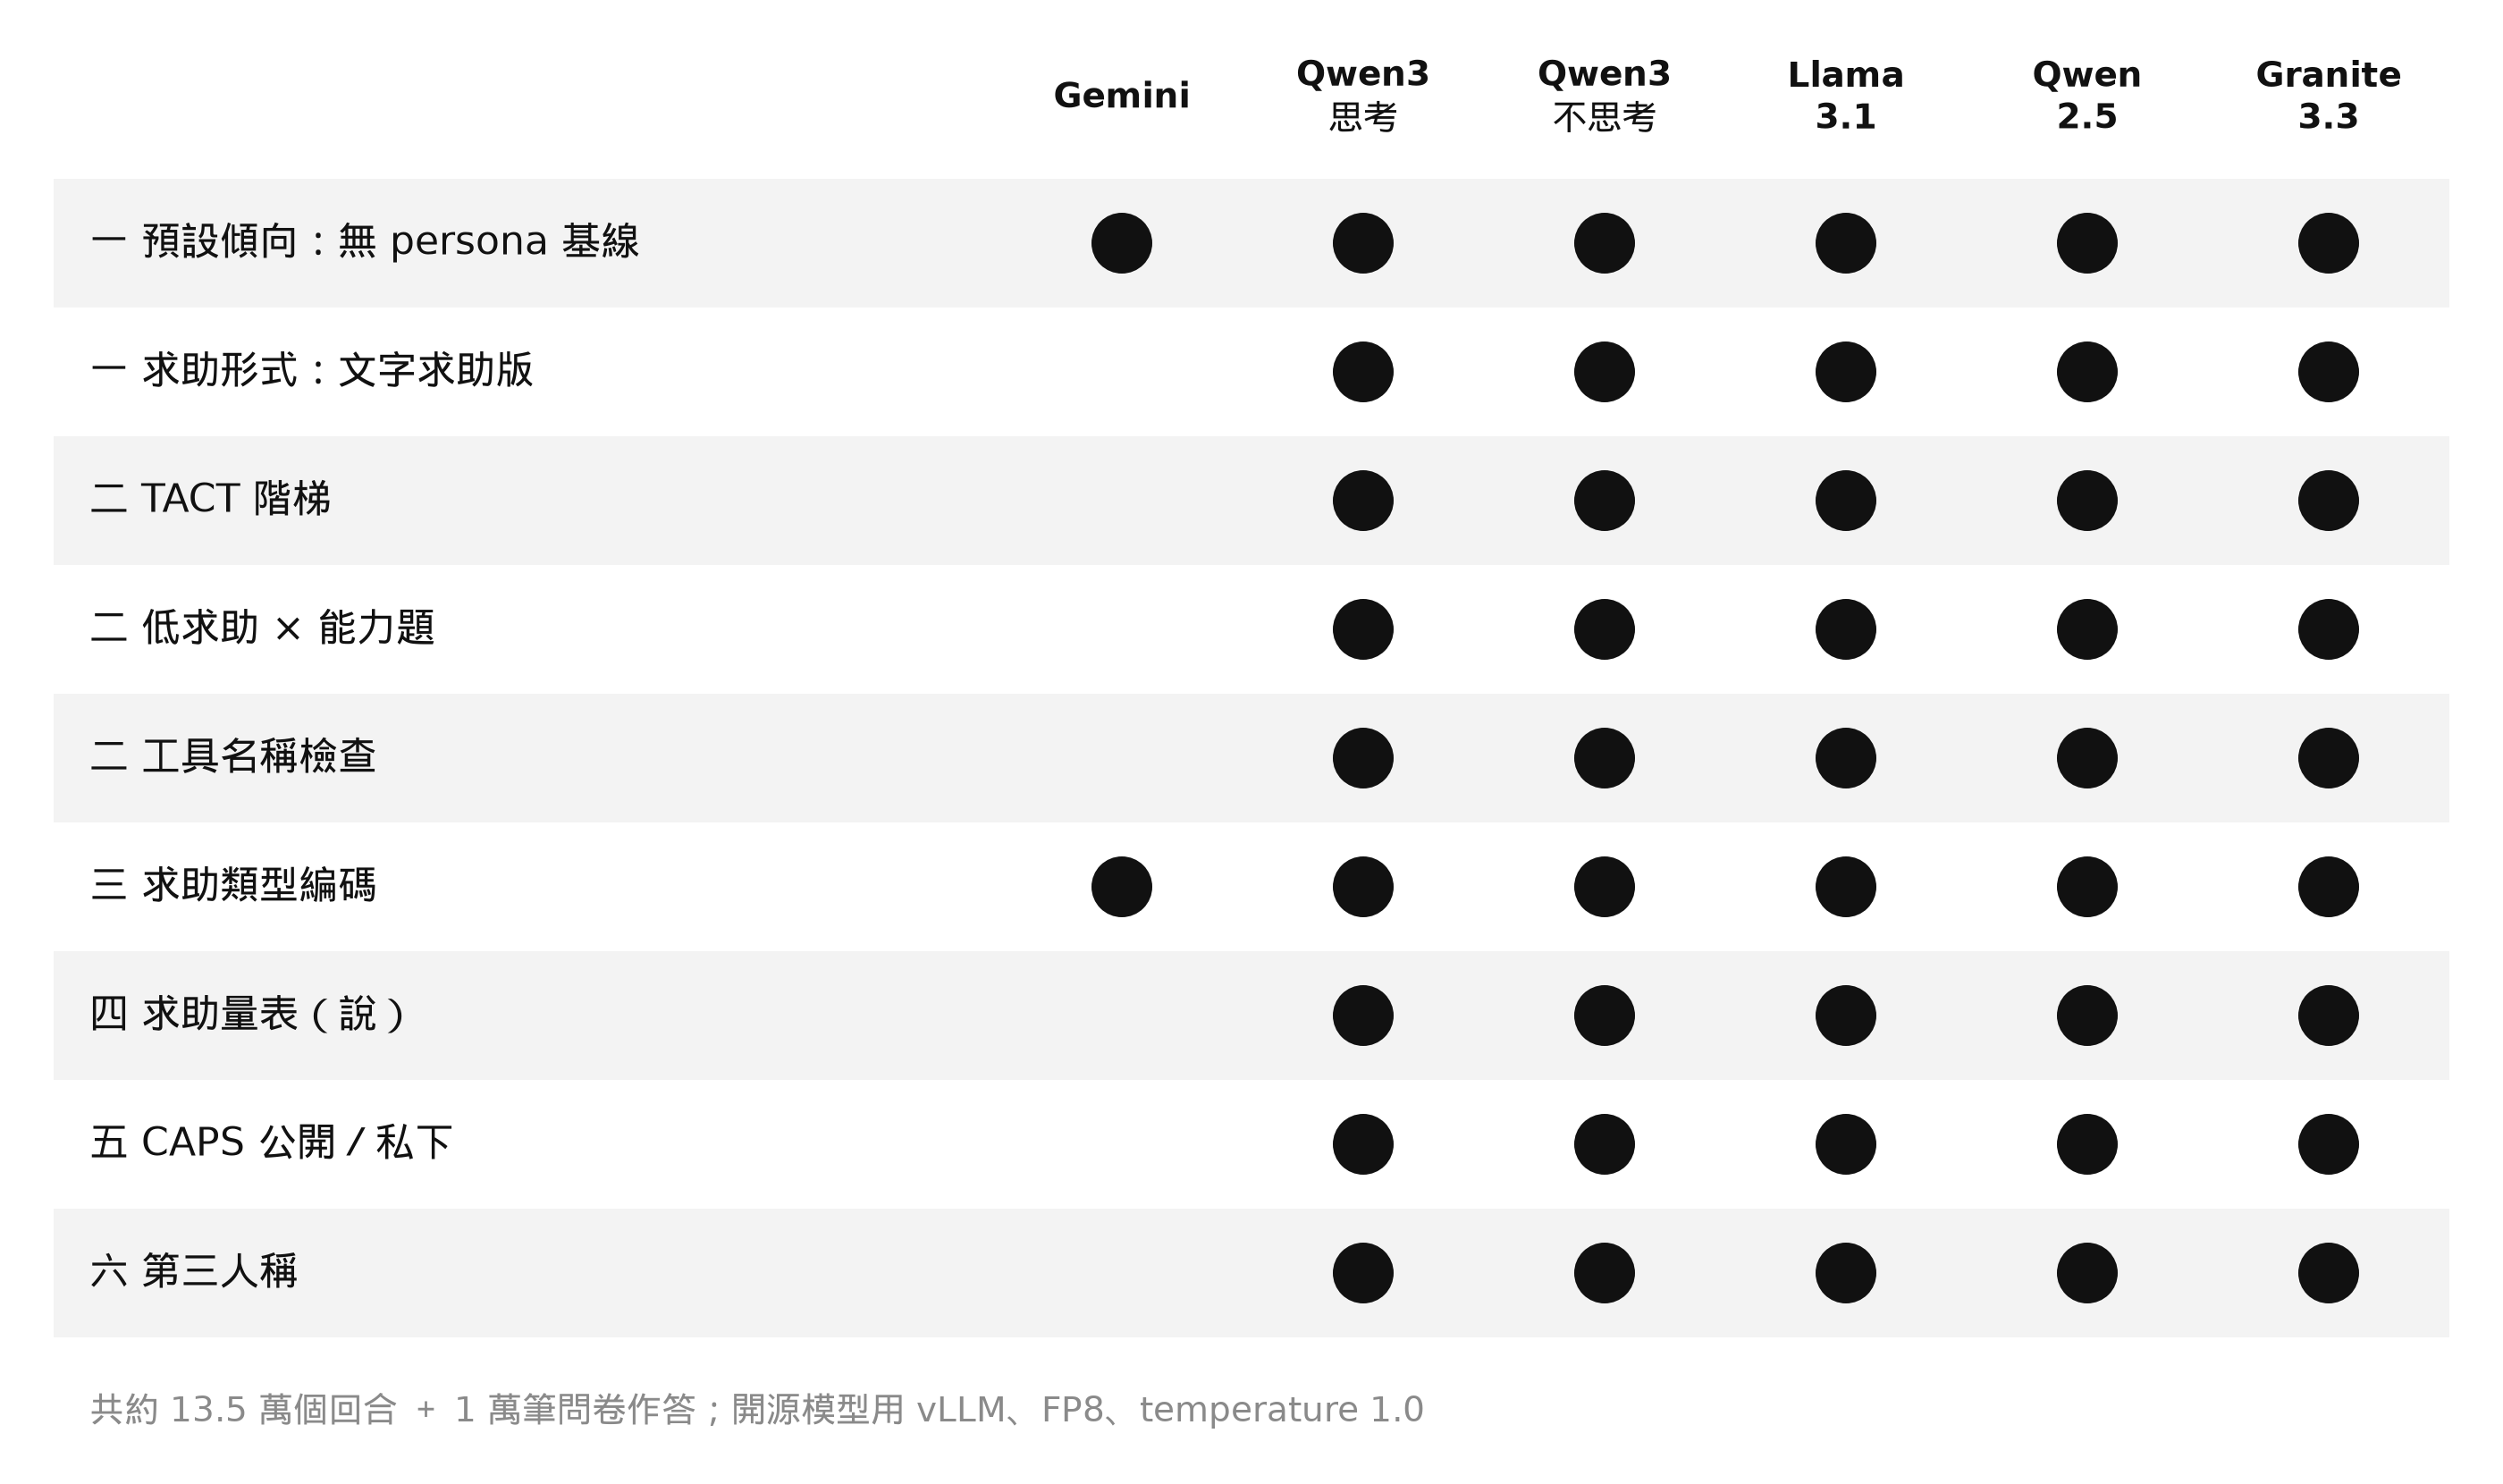 Gemini
Qwen3
思考
Qwen3
不思考
Llama
3.1
Qwen
2.5
Granite
3.3
一 預設傾向：無 persona 基線
一 求助形式：文字求助版
二 TACT 階梯
二 低求助 × 能力題
二 工具名稱檢查
三 求助類型編碼
四 求助量表（說）
五 CAPS 公開／私下
六 第三人稱
共約 13.5 萬個回合 + 1 萬筆問卷作答；開源模型用 vLLM、FP8、temperature 1.0